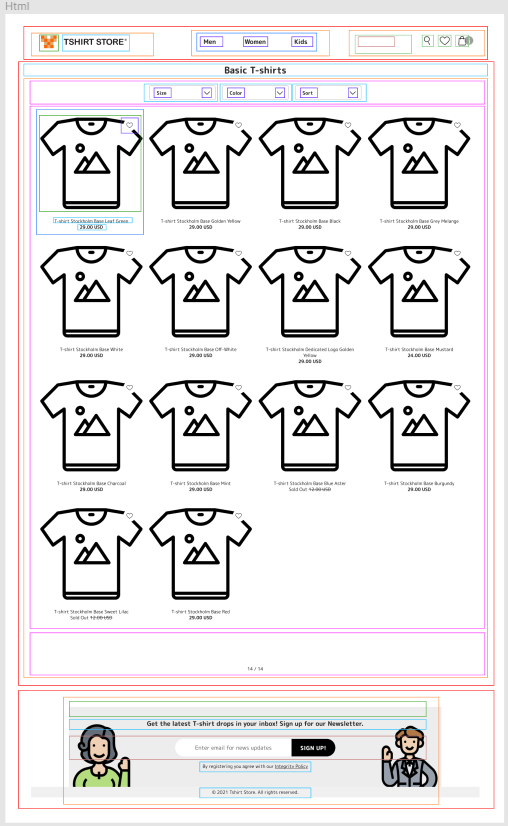 Html
TSHIRT STORE
Men
Women
Kids
1
Basic T-shirts
Size
Color
Sort
T-shirt Stockholm Base Leaf Green
29.00 USD
T-shirt Stockholm Base Golden Yellow
29.00 USD
T-shirt Stockholm Base Black
29.00 USD
T-shirt Stockholm Base Grey Melange
29.00 USD
T-shirt Stockholm Base White
29.00 USD
T-shirt Stockholm Base Off-White
29.00 USD
T-shirt Stockholm Dedicated Logo Golden
Yellow
29.00 USD
T-shirt Stockholm Base Mustard
24.00 USD
T-shirt Stockholm Base Charcoal
29.00 USD
T-shirt Stockholm Base Mint
29.00 USD
T-shirt Stockholm Base Blue Aster
Sold Out 12.00 USD
T-shirt Stockholm Base Burgundy
29.00 USD
T-shirt Stockholm Base Sweet Lilac
Sold Out 12.00 USD
T-shirt Stockholm Base Red
29.00 USD
14 / 14
Get the latest T-shirt drops in your inbox! Sign up for our Newsletter.
Enter email for news updates
SIGN UP!
By registering you agree with our Integrity Policy
© 2021 Tshirt Store. All rights reserved.